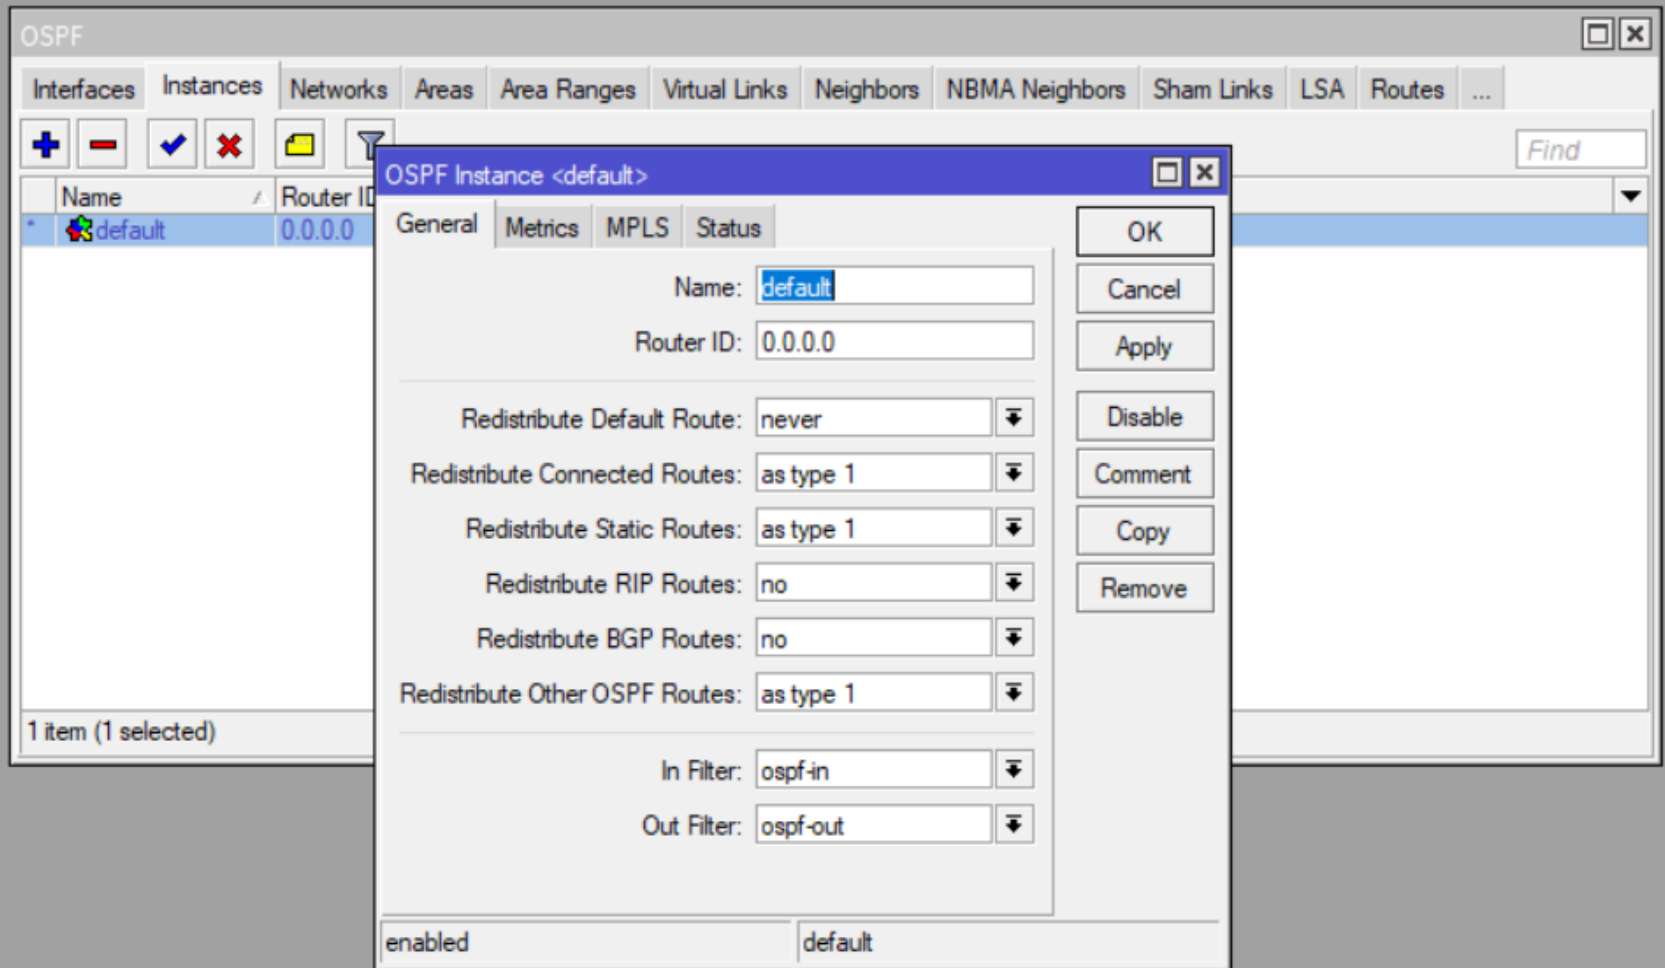 OSPF
Interfaces Instances Networks Areas Area Ranges Virtual Links Neighbors NBMA Neighbors Sham Links LSA Routes ...
Find
Name Router ID
* default 0.0.0.0
1 item (1 selected)
OSPF Instance <default>
General Metrics MPLS Status
Name: default
Router ID: 0.0.0.0
Redistribute Default Route: never
Redistribute Connected Routes: as type 1
Redistribute Static Routes: as type 1
Redistribute RIP Routes: no
Redistribute BGP Routes: no
Redistribute Other OSPF Routes: as type 1
In Filter: ospf-in
Out Filter: ospf-out
OK
Cancel
Apply
Disable
Comment
Copy
Remove
enabled default